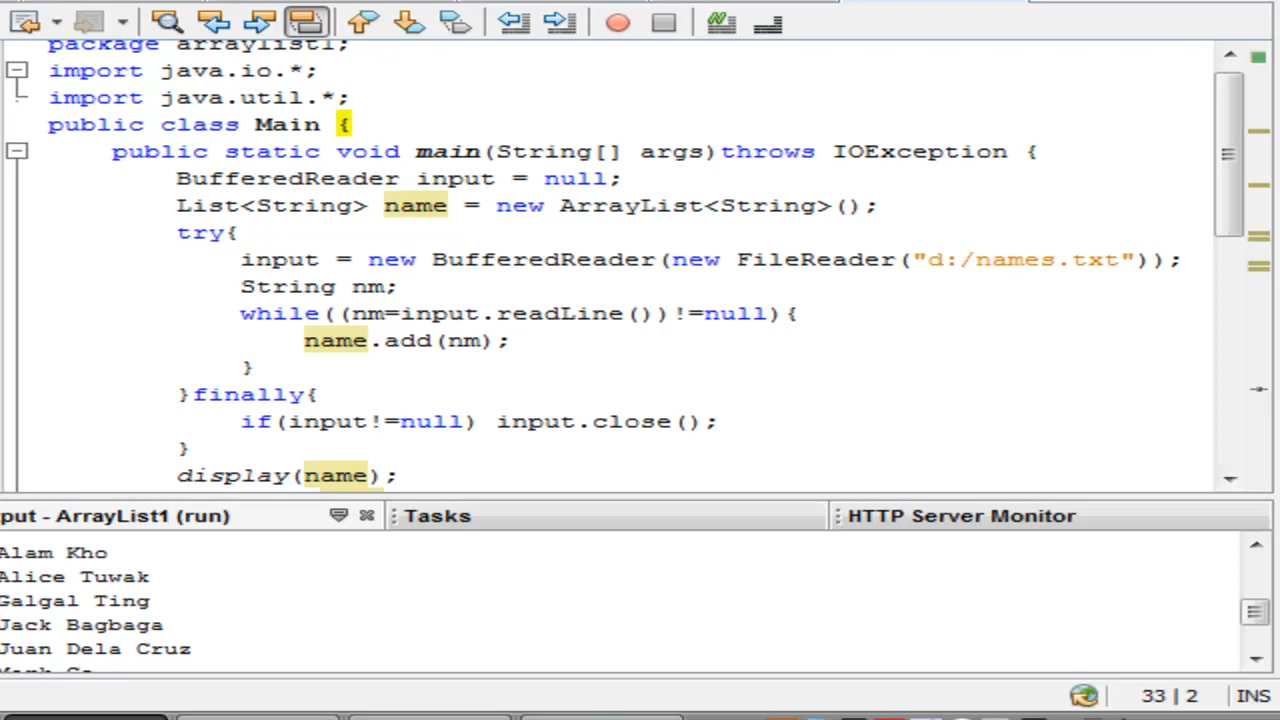 package arraylist1;
import java.io.*;
import java.util.*;
public class Main {
public static void main(String[] args)throws IOException {
BufferedReader input = null;
List<String> name = new ArrayList<String>();
try{
input = new BufferedReader(new FileReader("d:/names.txt"));
String nm;
while((nm=input.readLine())!=null){
name.add(nm);
}
}finally{
if(input!=null) input.close();
}
display(name);
put - ArrayList1 (run)
Tasks
HTTP Server Monitor
Alam Kho
Alice Tuwak
Galgal Ting
Jack Bagbaga
Juan Dela Cruz
33 | 2
INS